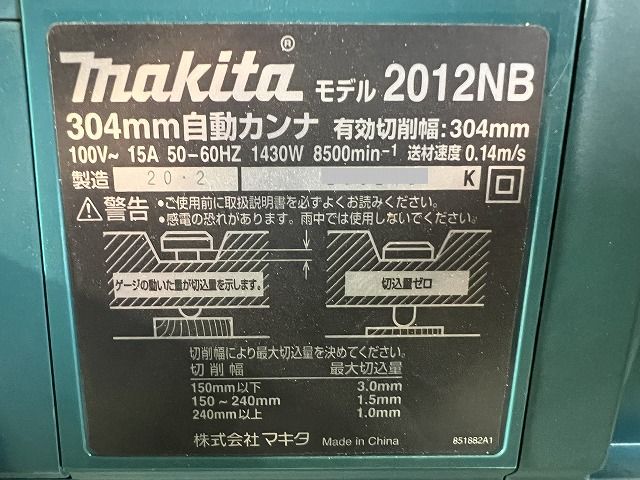 makita® モデル 2012NB
304mm自動カンナ 有効切削幅:304mm
100V~ 15A 50-60HZ 1430W 8500min-1 送材速度 0.14m/s
製造 20・2 K
警告 •ご使用前に取扱説明書を必ずよくお読みください。
•感電の恐れがあります。雨中では使用しないでください。
ゲージの動いた量が切込量を示します。 切込量ゼロ
切削幅により最大切込量を決めてください。
切削幅 最大切込量
150mm以下 3.0mm
150~240mm 1.5mm
240mm以上 1.0mm
株式会社マキタ Made in China 851882A1